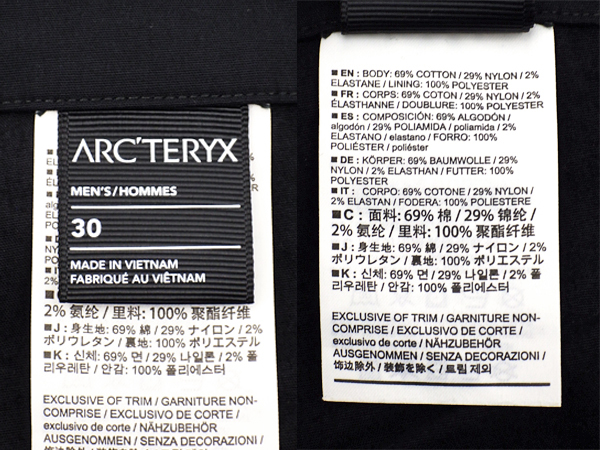 ARC'TERYX
MEN'S/HOMMES
30
MADE IN VIETNAM
FABRIQUÉ AU VIÊTNAM
2% 氨纶 / 里料: 100% 聚酯纤维
■ J : 身生地: 69% 綿 / 29% ナイロン / 2%
ポリウレタン / 裏地: 100% ポリエステル
■ K : 신체: 69% 면 / 29% 나일론 / 2% 폴
리우레탄 / 안감: 100% 폴리에스터
EXCLUSIVE OF TRIM / GARNITURE NON-
COMPRISE / EXCLUSIVO DE CORTE /
exclusivo de corte / NÄHZUBEHÖR
AUSGENOMMEN / SENZA DECORAZIONI /
■ EN : BODY: 69% COTTON / 29% NYLON / 2%
ELASTANE / LINING: 100% POLYESTER
■ FR : CORPS: 69% COTON / 29% NYLON / 2%
ÉLASTHANNE / DOUBLURE: 100% POLYESTER
■ ES : COMPOSICIÓN: 69% ALGODÓN /
algodón / 29% POLIAMIDA / poliamida / 2%
ELASTANO / elastano / FORRO: 100%
POLIÉSTER / poliéster
■ DE : KÖRPER: 69% BAUMWOLLE / 29%
NYLON / 2% ELASTHAN / FUTTER: 100%
POLYESTER
■ IT : CORPO: 69% COTONE / 29% NYLON /
2% ELASTAN / FODERA: 100% POLIESTERE
■ C : 面料: 69% 棉 / 29% 锦纶 /
2% 氨纶 / 里料: 100% 聚酯纤维
■ J : 身生地: 69% 綿 / 29% ナイロン / 2%
ポリウレタン / 裏地: 100% ポリエステル
■ K : 신체: 69% 면 / 29% 나일론 / 2% 폴
리우레탄 / 안감: 100% 폴리에스터
EXCLUSIVE OF TRIM / GARNITURE NON-
COMPRISE / EXCLUSIVO DE CORTE /
exclusivo de corte / NÄHZUBEHÖR
AUSGENOMMEN / SENZA DECORAZIONI /
饰边除外 / 装飾を除く / 트림 제외